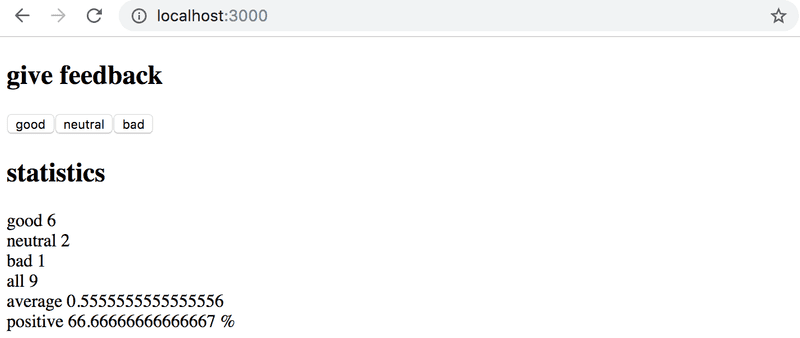 localhost:3000
give feedback
good neutral bad
statistics
good 6
neutral 2
bad 1
all 9
average 0.5555555555555556
positive 66.66666666666667 %